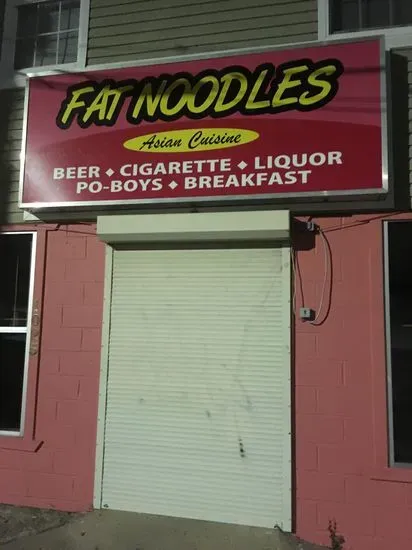 FAT NOODLES
Asian Cuisine
BEER ◆ CIGARETTE ◆ LIQUOR
PO-BOYS ◆ BREAKFAST